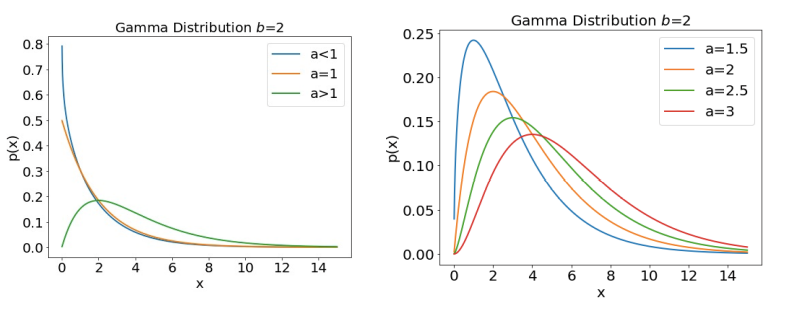 Gamma Distribution b=2
0.8
0.7
0.6
0.5
0.4
0.3
0.2
0.1
0.0
p(x)
a<1
a=1
a>1
0 2 4 6 8 10 12 14
x
Gamma Distribution b=2
0.25
0.20
0.15
0.10
0.05
0.00
p(x)
a=1.5
a=2
a=2.5
a=3
0 2 4 6 8 10 12 14
x